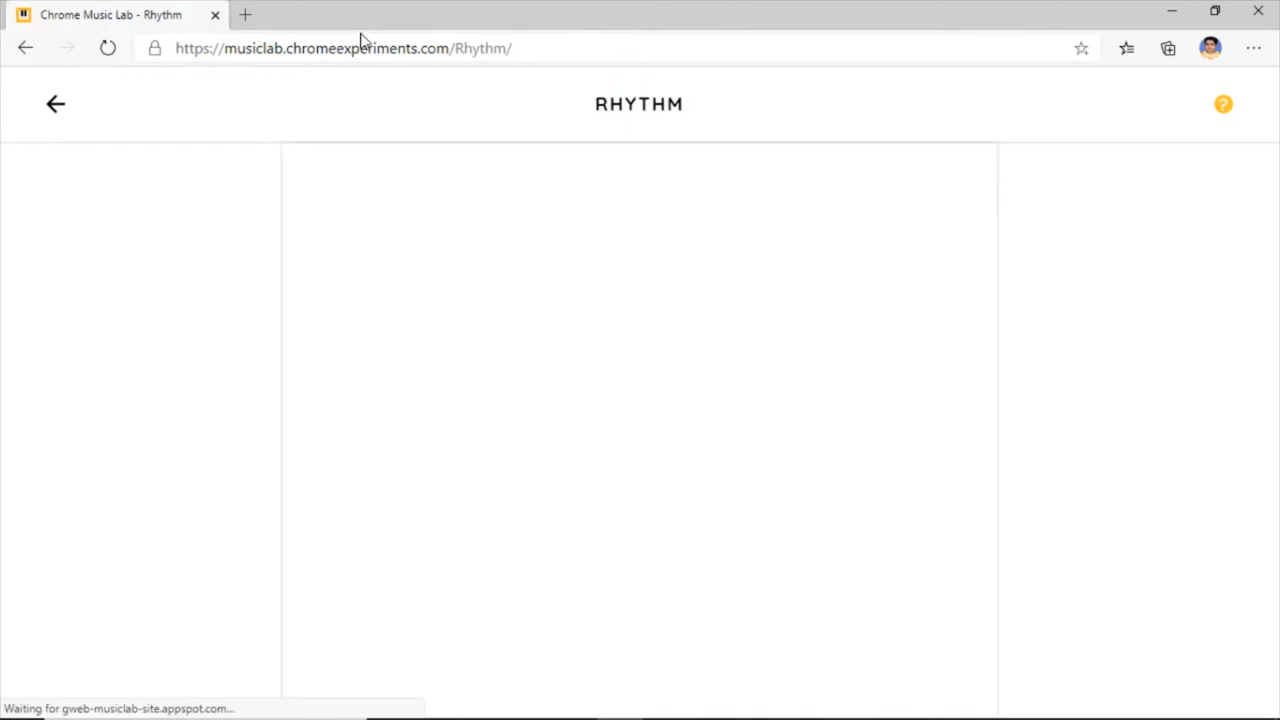 Chrome Music Lab - Rhythm
https://musiclab.chromeexperiments.com/Rhythm/
RHYTHM
?
Waiting for gweb-musiclab-site.appspot.com...